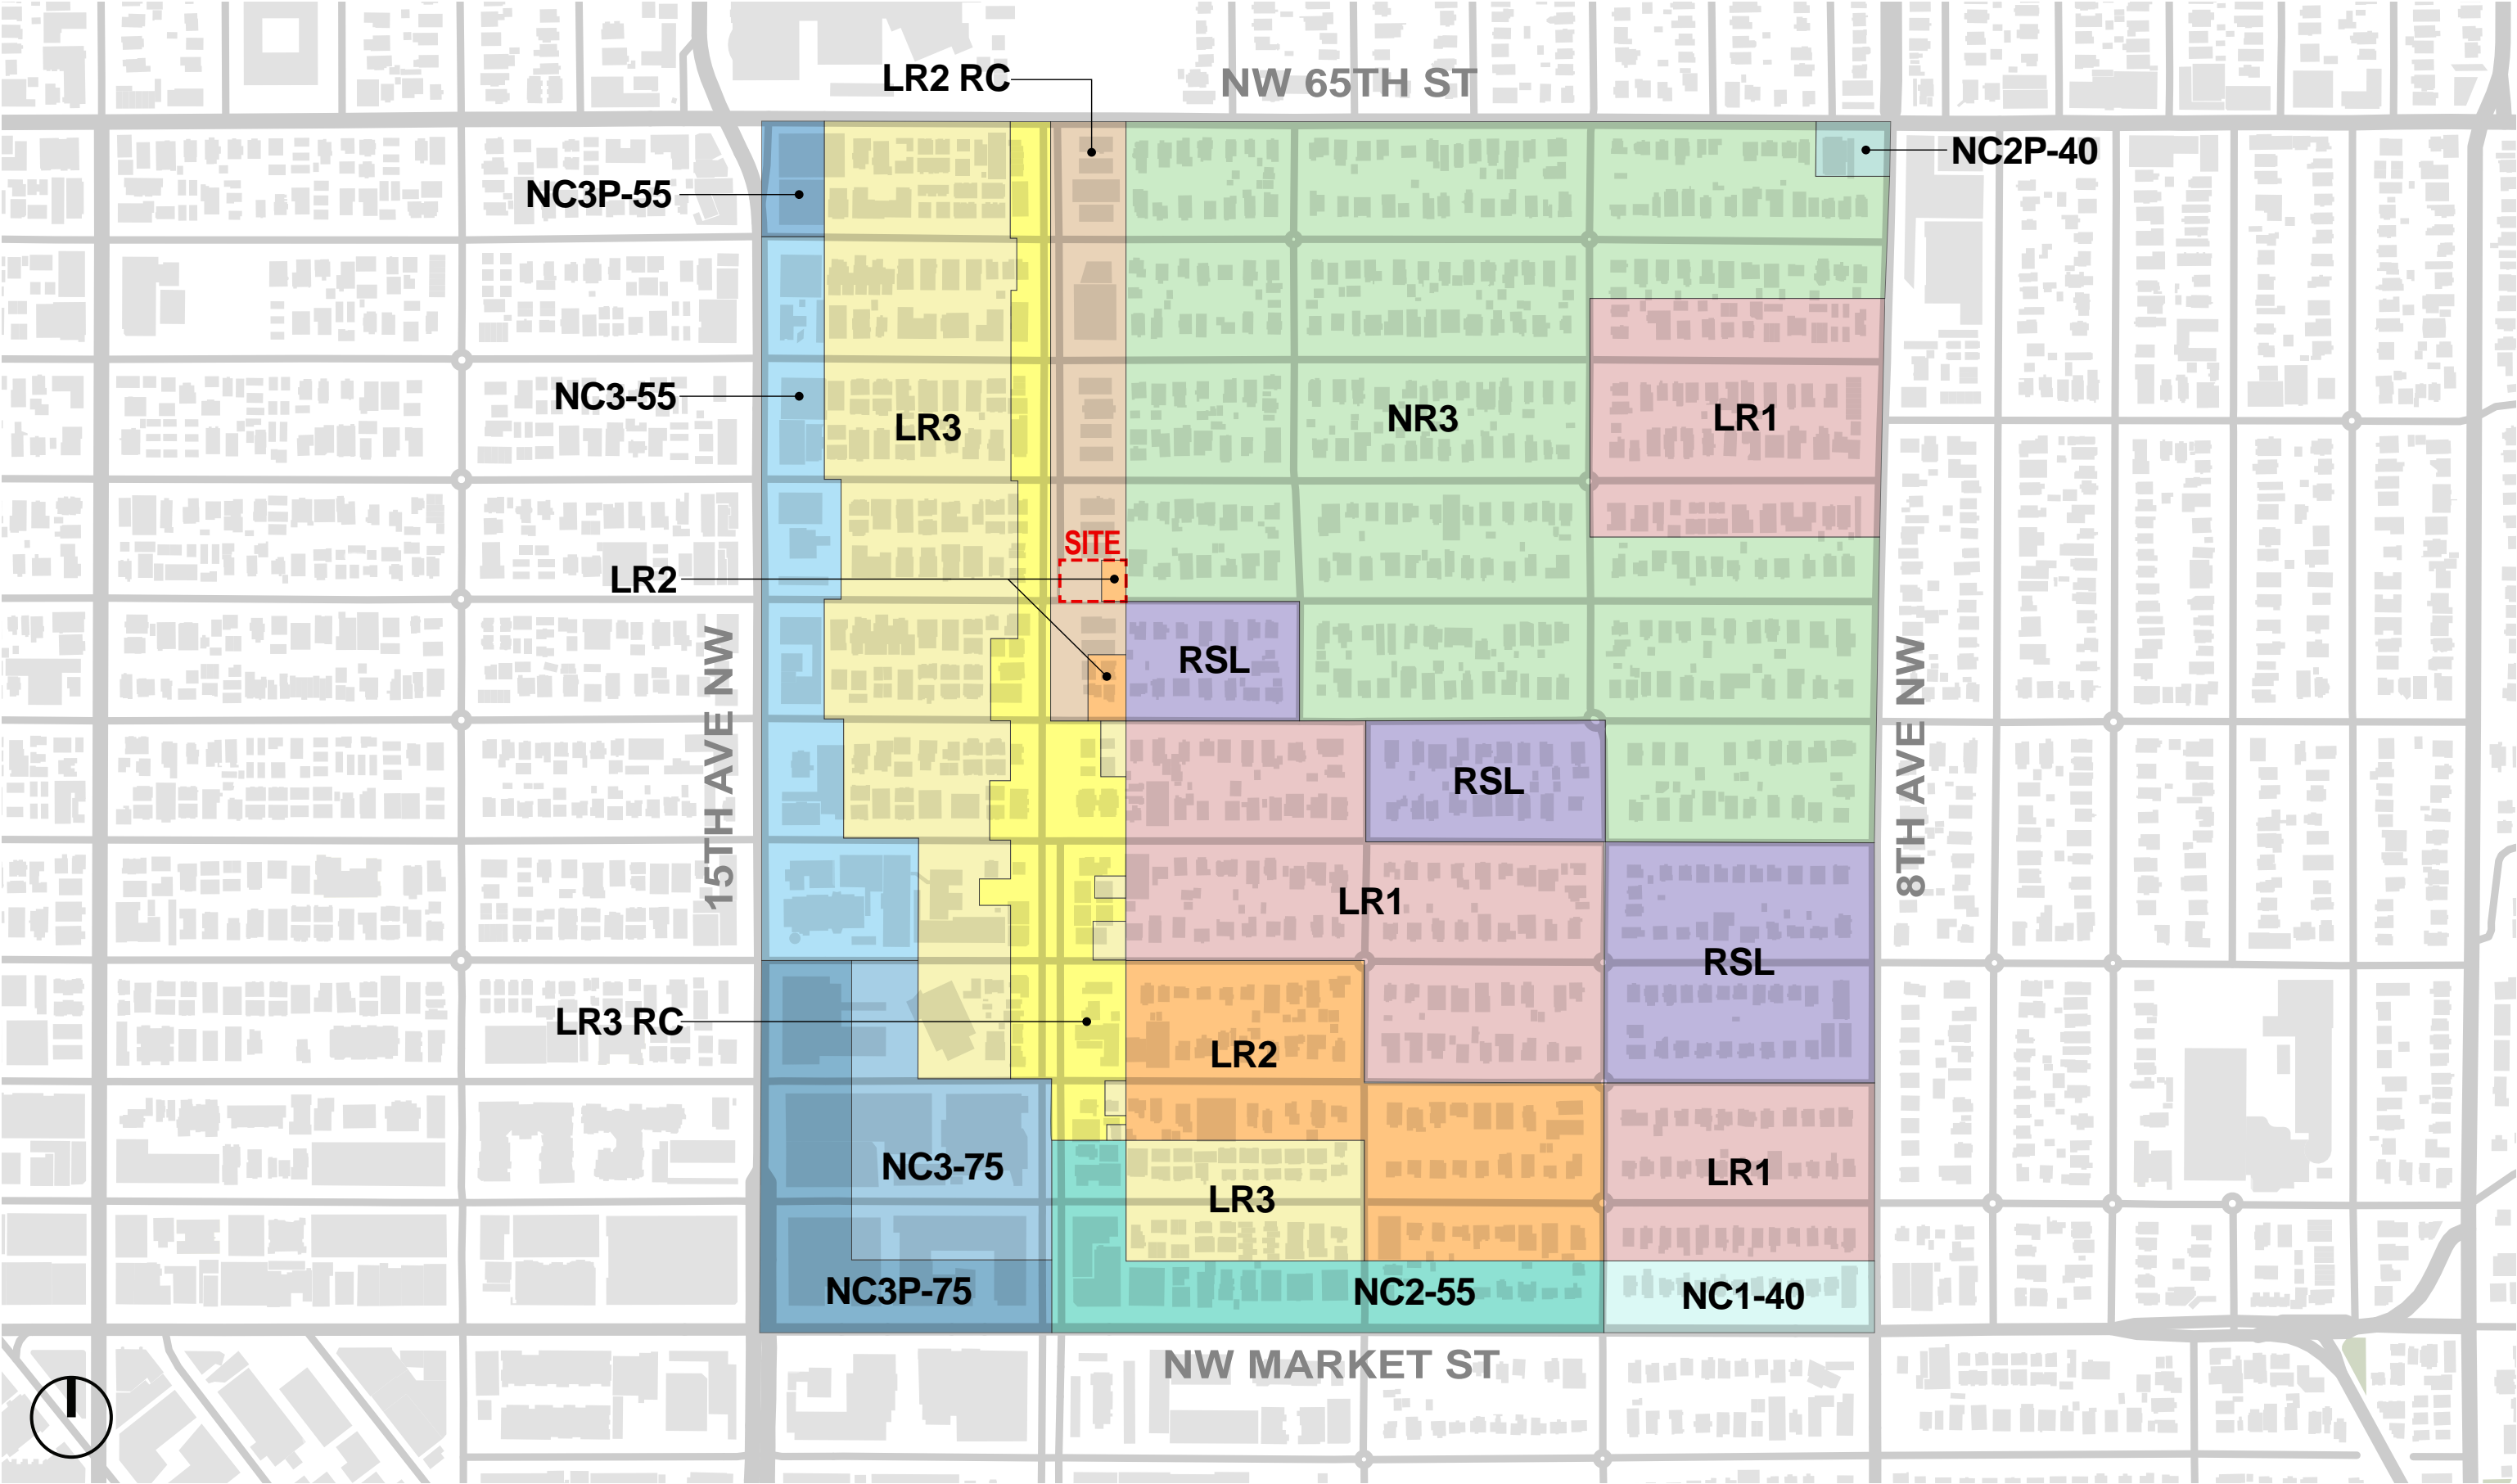 LR2 RC
NW 65TH ST
NC2P-40
NC3P-55
NC3-55
LR3
NR3
LR1
SITE
LR2
RSL
15TH AVE NW
8TH AVE NW
RSL
LR1
RSL
LR3 RC
LR2
NC3-75
LR3
LR1
NC3P-75
NC2-55
NC1-40
NW MARKET ST